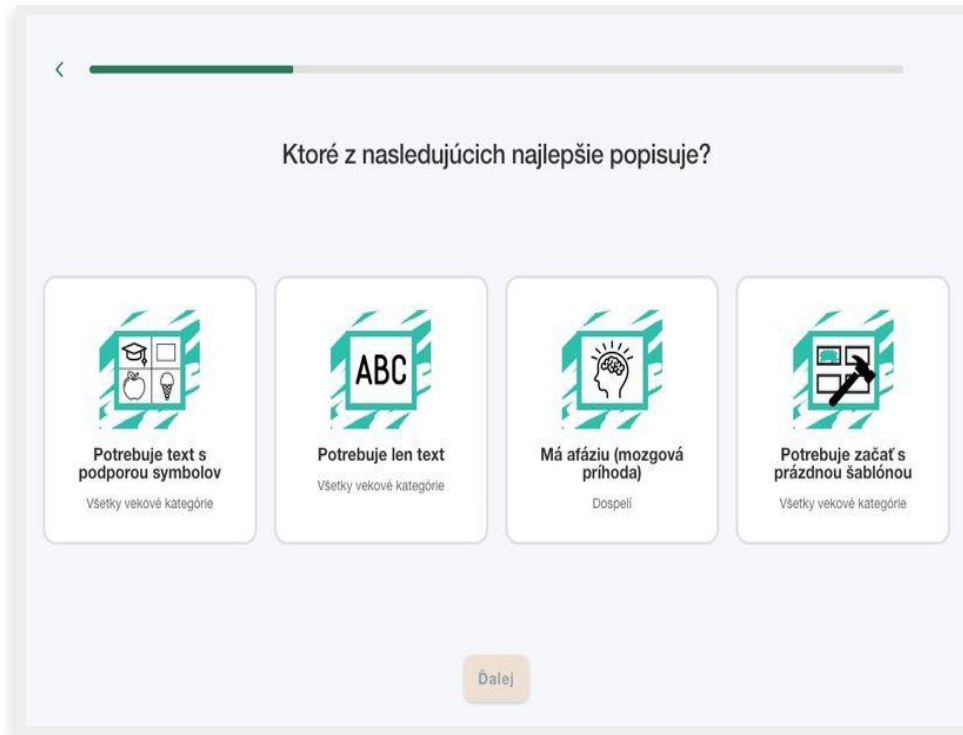 Ktoré z nasledujúcich najlepšie popisuje?
ABC
Potrebuje text s
podporou symbolov
Všetky vekové kategórie
Potrebuje len text
Všetky vekové kategórie
Má afáziu (mozgová
príhoda)
Dospelí
Potrebuje začať s
prázdnou šablónou
Všetky vekové kategórie
Ďalej